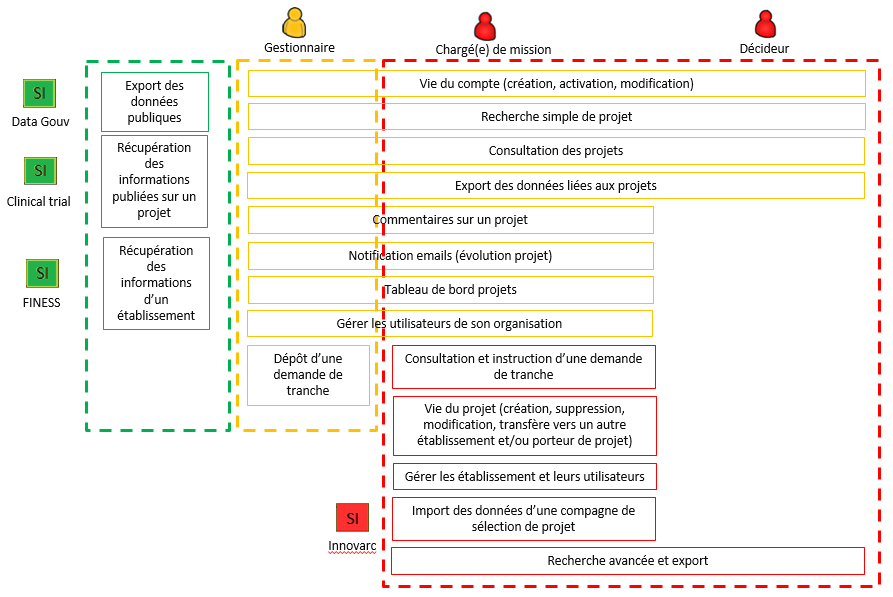 Gestionnaire
Chargé(e) de mission
Décideur
SI
Data Gouv
SI
Clinical trial
SI
FINESS
Export des
données
publiques
Récupération
des
informations
publiées sur un
projet
Récupération
des
informations
d’un
établissement
Vie du compte (création, activation, modification)
Recherche simple de projet
Consultation des projets
Export des données liées aux projets
Commentaires sur un projet
Notification emails (évolution projet)
Tableau de bord projets
Gérer les utilisateurs de son organisation
Dépôt d’une
demande de
tranche
Consultation et instruction d’une demande
de tranche
Vie du projet (création, suppression,
modification, transfère vers un autre
établissement et/ou porteur de projet)
Gérer les établissement et leurs utilisateurs
SI
Innovarc
Import des données d’une compagne de
sélection de projet
Recherche avancée et export